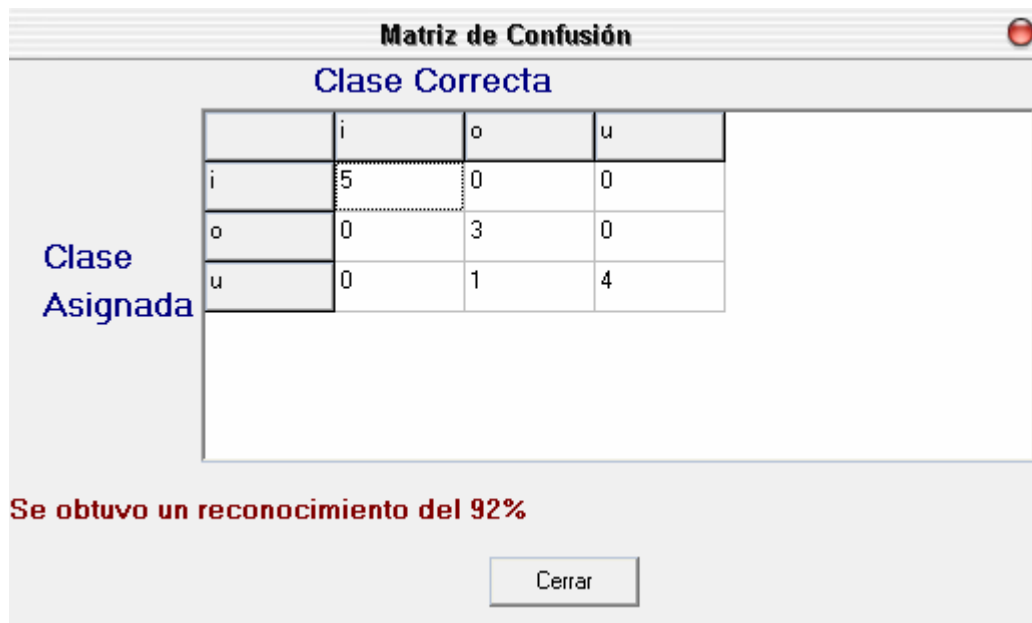 Matriz de Confusión
Clase Correcta
i o u
i 5 0 0
o 0 3 0
u 0 1 4
Clase
Asignada
Se obtuvo un reconocimiento del 92%
Cerrar